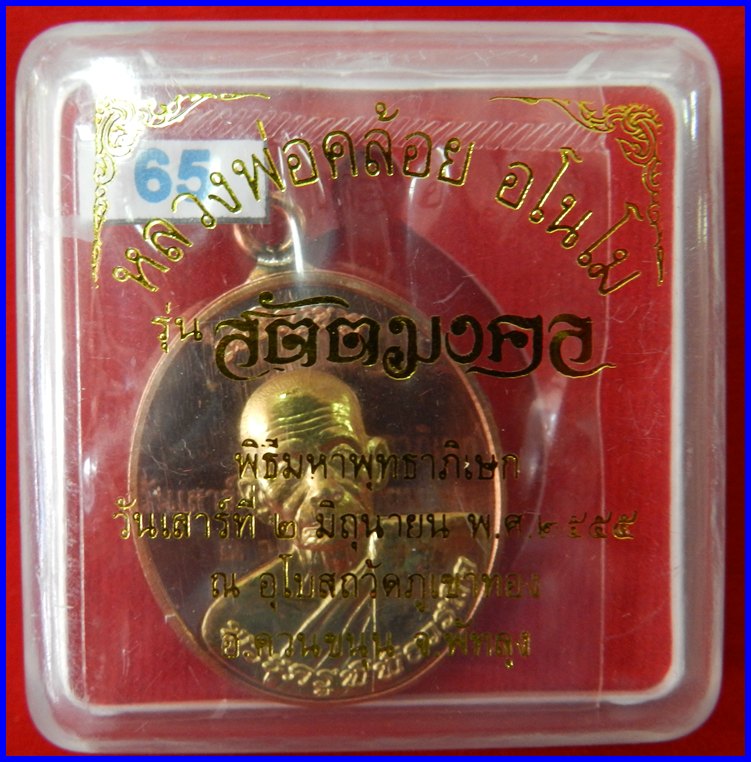 65
หลวงพ่อคล้อย อโนโม
รุ่น สัตตมงคล
พิธีมหาพุทธาภิเษก
วันเสาร์ที่ ๒ มิถุนายน พ.ศ.๒๕๕๕
ณ อุโบสถวัดภูเขาทอง
อ.ควนขนุน จ.พัทลุง